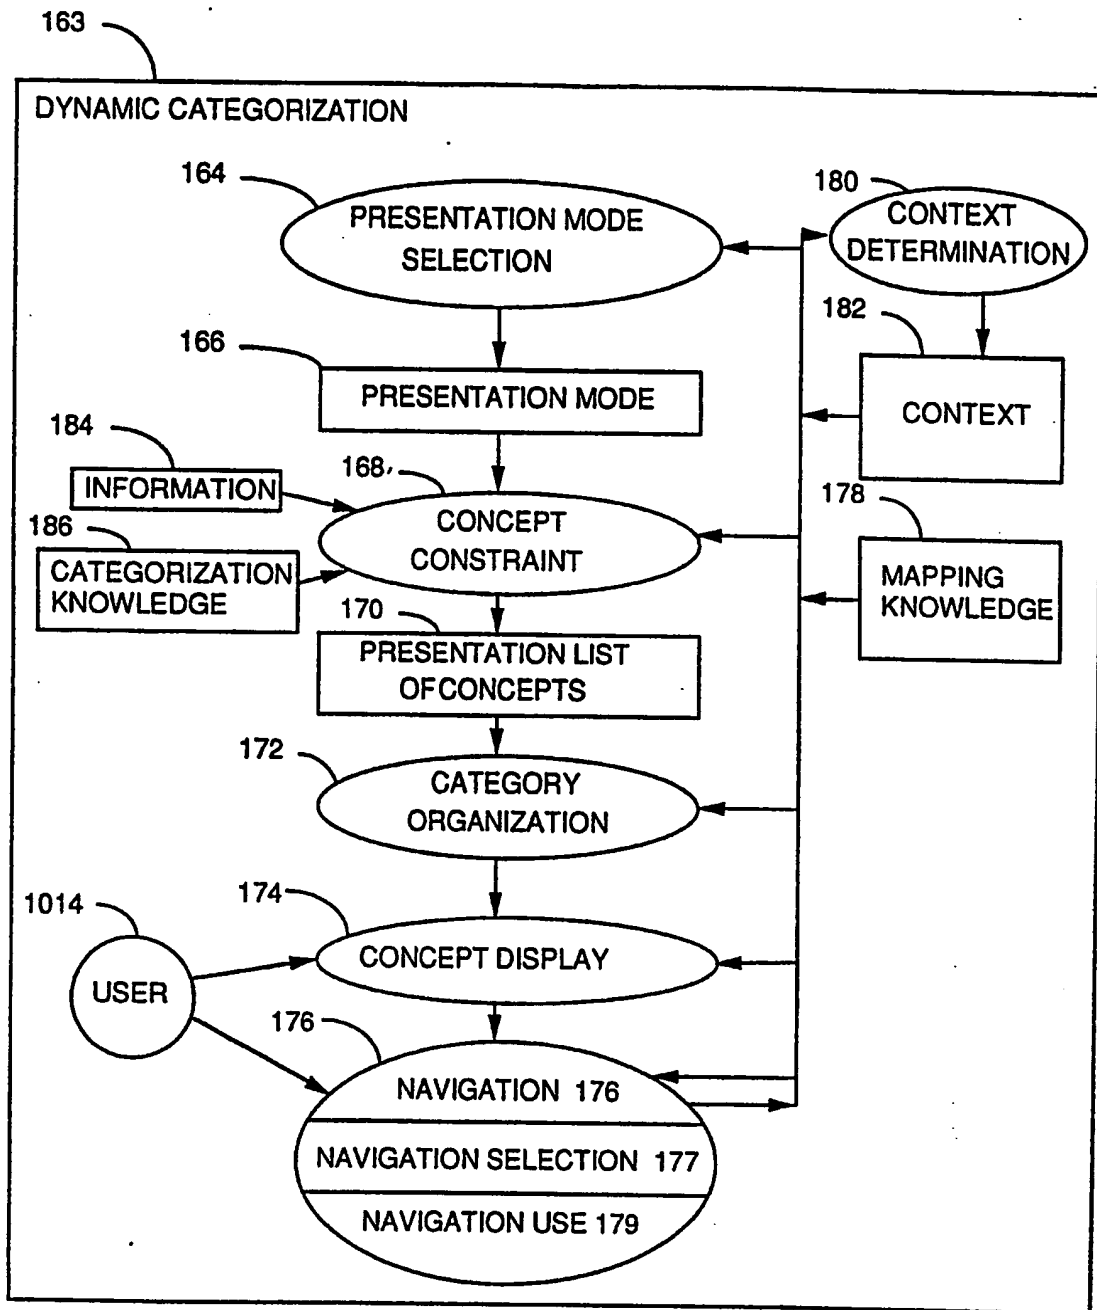 163
DYNAMIC CATEGORIZATION
164
PRESENTATION MODE
SELECTION
180
CONTEXT
DETERMINATION
182
166
PRESENTATION MODE
CONTEXT
184
INFORMATION
168
CONCEPT
CONSTRAINT
178
MAPPING
KNOWLEDGE
186
CATEGORIZATION
KNOWLEDGE
170
PRESENTATION LIST
OF CONCEPTS
172
CATEGORY
ORGANIZATION
174
CONCEPT DISPLAY
1014
USER
176
NAVIGATION 176
NAVIGATION SELECTION 177
NAVIGATION USE 179